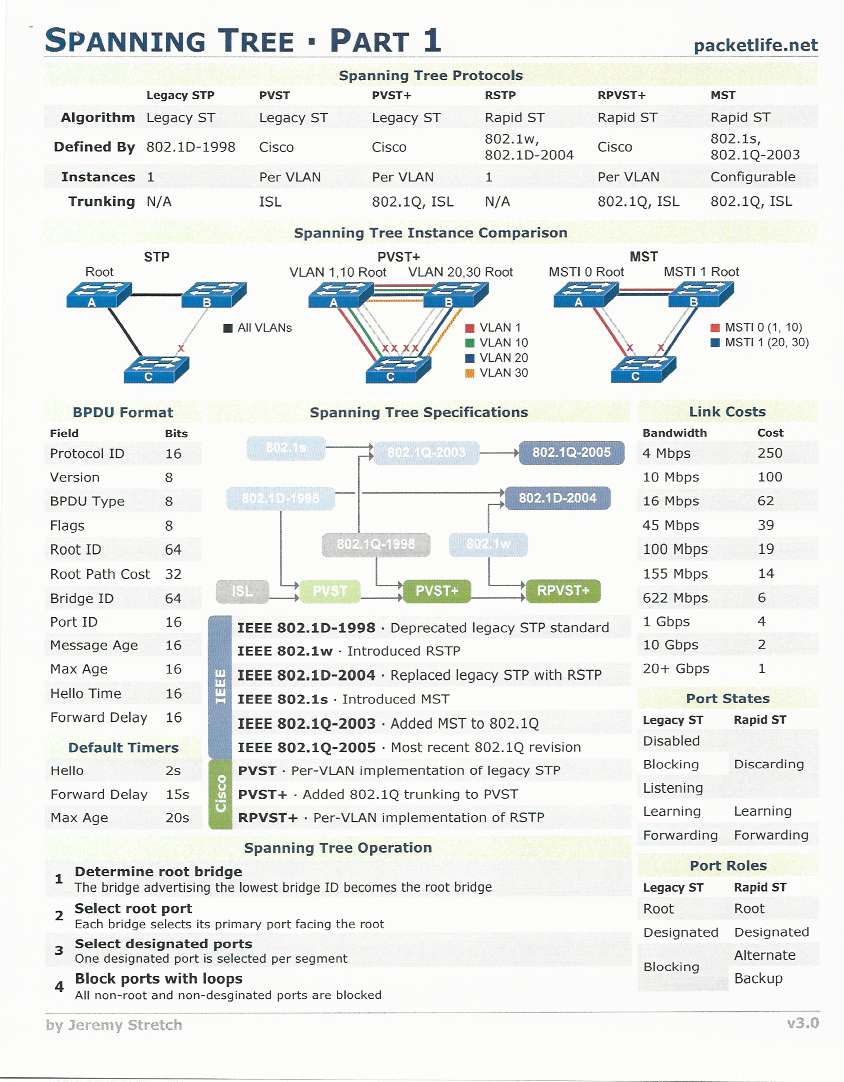 SPANNING TREE · PART 1
packetlife.net
Spanning Tree Protocols
Legacy STP PVST PVST+ RSTP RPVST+ MST
Algorithm Legacy ST Legacy ST Legacy ST Rapid ST Rapid ST Rapid ST
Defined By 802.1D-1998 Cisco Cisco 802.1w, 802.1D-2004 Cisco 802.1s, 802.1Q-2003
Instances 1 Per VLAN Per VLAN 1 Per VLAN Configurable
Trunking N/A ISL 802.1Q, ISL N/A 802.1Q, ISL 802.1Q, ISL
Spanning Tree Instance Comparison
STP
Root
A
B
C
All VLANs
PVST+
VLAN 1,10 Root VLAN 20,30 Root
A
B
C
VLAN 1
VLAN 10
VLAN 20
VLAN 30
MST
MSTI 0 Root MSTI 1 Root
A
B
C
MSTI 0 (1, 10)
MSTI 1 (20, 30)
BPDU Format
Field Bits
Protocol ID 16
Version 8
BPDU Type 8
Flags 8
Root ID 64
Root Path Cost 32
Bridge ID 64
Port ID 16
Message Age 16
Max Age 16
Hello Time 16
Forward Delay 16
Default Timers
Hello 2s
Forward Delay 15s
Max Age 20s
Spanning Tree Specifications
802.1s 802.1Q-2003 802.1Q-2005
802.1D-1998 802.1D-2004
802.1Q-1998 802.1w
ISL PVST PVST+ RPVST+
IEEE
IEEE 802.1D-1998 · Deprecated legacy STP standard
IEEE 802.1w · Introduced RSTP
IEEE 802.1D-2004 · Replaced legacy STP with RSTP
IEEE 802.1s · Introduced MST
IEEE 802.1Q-2003 · Added MST to 802.1Q
IEEE 802.1Q-2005 · Most recent 802.1Q revision
Cisco
PVST · Per-VLAN implementation of legacy STP
PVST+ · Added 802.1Q trunking to PVST
RPVST+ · Per-VLAN implementation of RSTP
Link Costs
Bandwidth Cost
4 Mbps 250
10 Mbps 100
16 Mbps 62
45 Mbps 39
100 Mbps 19
155 Mbps 14
622 Mbps 6
1 Gbps 4
10 Gbps 2
20+ Gbps 1
Port States
Legacy ST Rapid ST
Disabled
Blocking Discarding
Listening
Learning Learning
Forwarding Forwarding
Port Roles
Legacy ST Rapid ST
Root Root
Designated Designated
Blocking Alternate
Backup
Spanning Tree Operation
1 Determine root bridge
The bridge advertising the lowest bridge ID becomes the root bridge
2 Select root port
Each bridge selects its primary port facing the root
3 Select designated ports
One designated port is selected per segment
4 Block ports with loops
All non-root and non-desginated ports are blocked
by Jeremy Stretch
v3.0